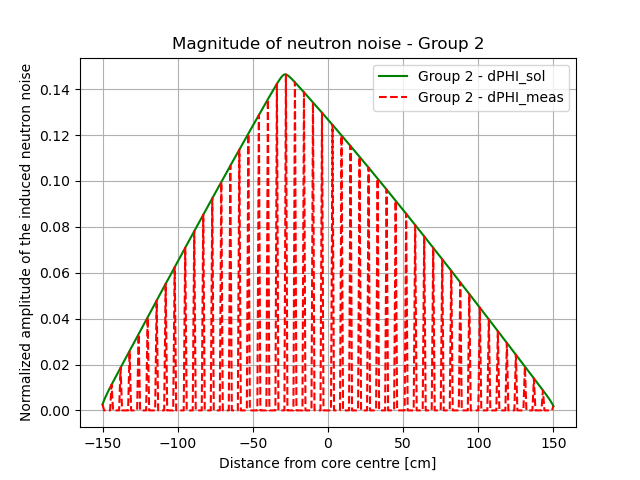 Magnitude of neutron noise - Group 2
Group 2 - dPHI_sol
Group 2 - dPHI_meas
Normalized amplitude of the induced neutron noise
0.14
0.12
0.10
0.08
0.06
0.04
0.02
0.00
−150 −100 −50 0 50 100 150
Distance from core centre [cm]